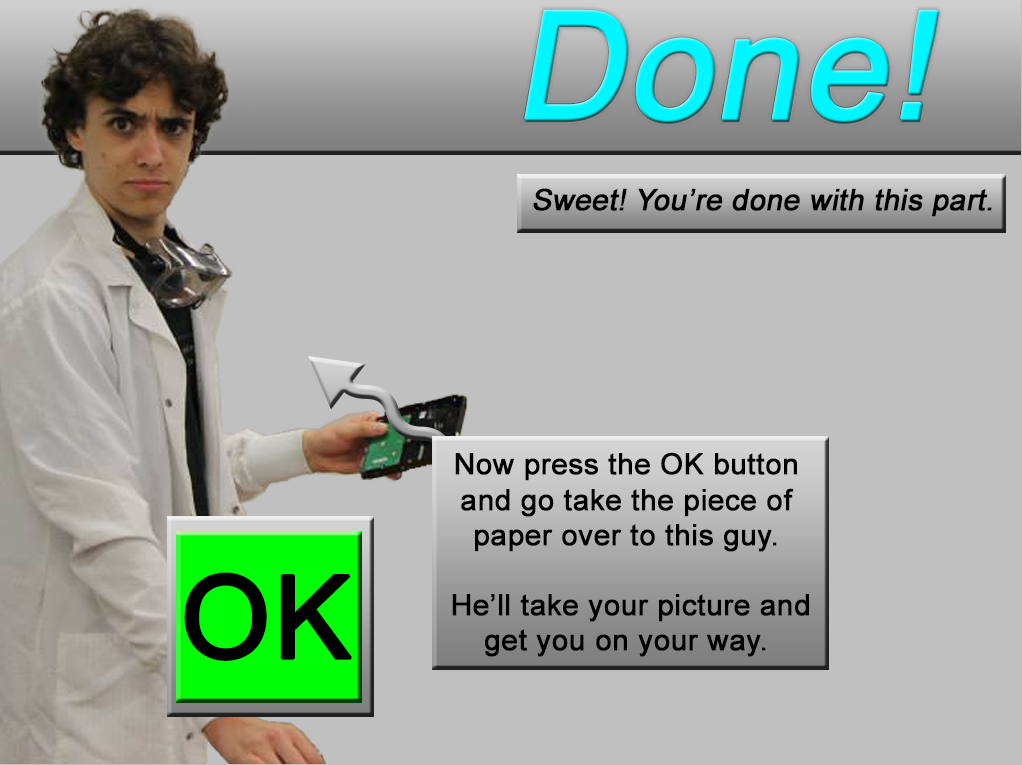 Done!
Sweet! You’re done with this part.
Now press the OK button
and go take the piece of
paper over to this guy.
He’ll take your picture and
get you on your way.
OK